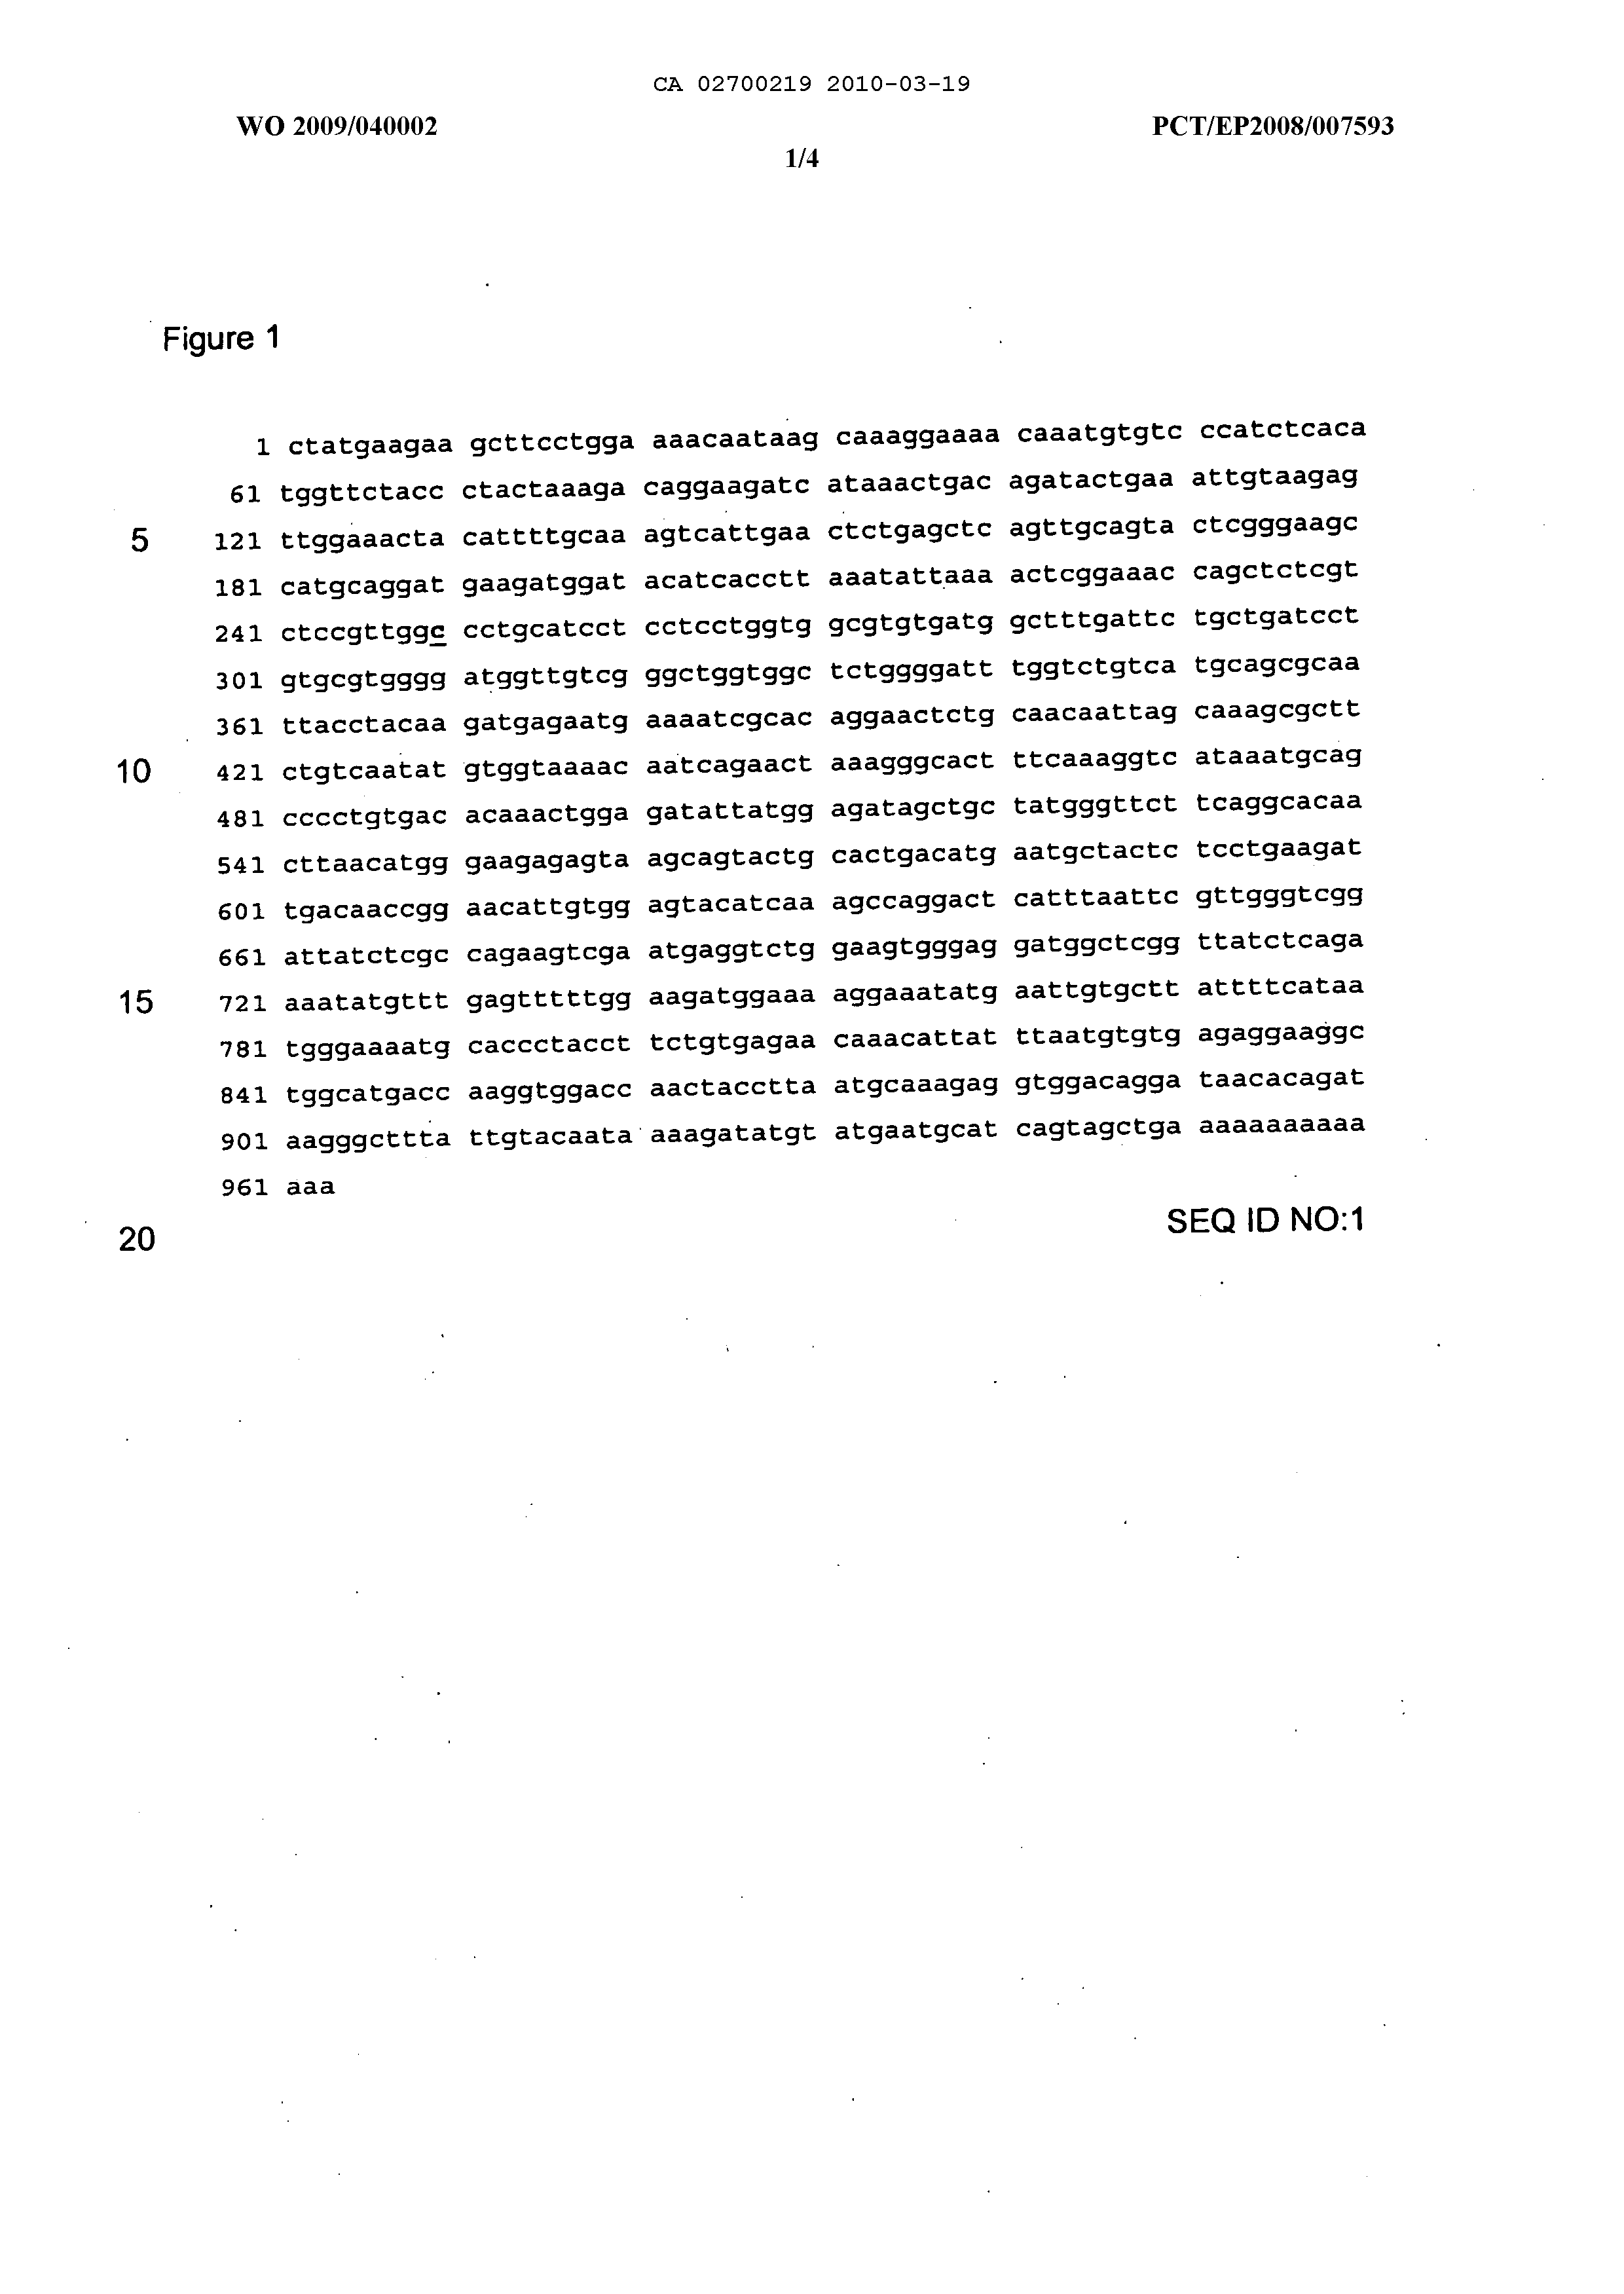 CA 02700219 2010-03-19
WO 2009/040002 PCT/EP2008/007593
1/4
Figure 1
1 ctatgaagaa gcttcctgga aaacaataag caaaggaaaa caaatgtgtc ccatctcaca
61 tggttctacc ctactaaaga caggaagatc ataaactgac agatactgaa attgtaagag
5 121 ttggaaacta cattttgcaa agtcattgaa ctctgagctc agttgcagta ctcgggaagc
181 catgcaggat gaagatggat acatcacctt aaatattaaa actcggaaac cagctctcgt
241 ctccgttggc cctgcatcct cctcctggtg gcgtgtgatg gctttgattc tgctgatcct
301 gtgcgtgggg atggttgtcg ggctggtggc tctggggatt tggtctgtca tgcagcgcaa
361 ttacctacaa gatgagaatg aaaatcgcac aggaactctg caacaattag caaagcgctt
10 421 ctgtcaatat gtggtaaaac aatcagaact aaagggcact ttcaaaggtc ataaatgcag
481 cccctgtgac acaaactgga gatattatgg agatagctgc tatgggttct tcaggcacaa
541 cttaacatgg gaagagagta agcagtactg cactgacatg aatgctactc tcctgaagat
601 tgacaaccgg aacattgtgg agtacatcaa agccaggact catttaattc gttgggtcgg
661 attatctcgc cagaagtcga atgaggtctg gaagtgggag gatggctcgg ttatctcaga
15 721 aaatatgttt gagtttttgg aagatggaaa aggaaatatg aattgtgctt attttcataa
781 tgggaaaatg caccctacct tctgtgagaa caaacattat ttaatgtgtg agaggaaggc
841 tggcatgacc aaggtggacc aactacctta atgcaaagag gtggacagga taacacagat
901 aagggcttta ttgtacaata aaagatatgt atgaatgcat cagtagctga aaaaaaaaaa
961 aaa
SEQ ID NO:1
20